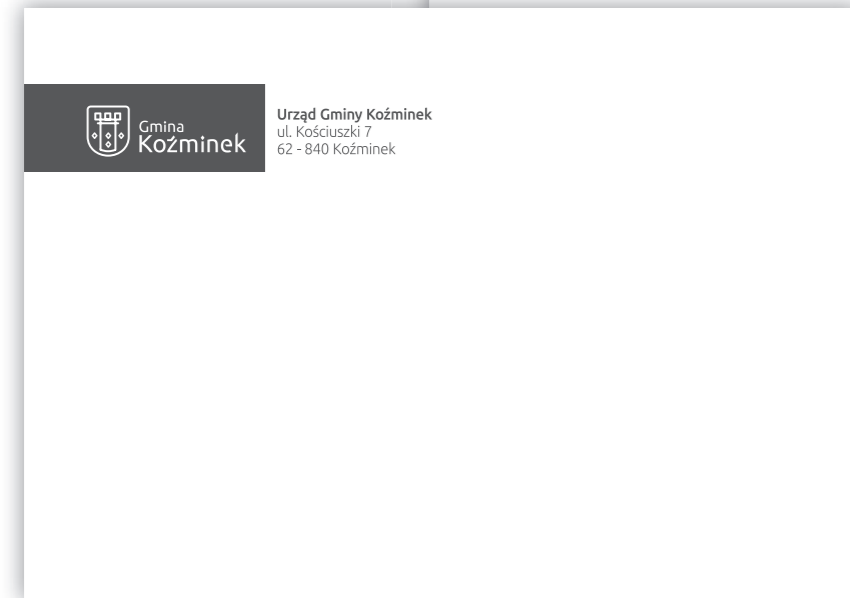 Gmina
Koźminek
Urząd Gminy Koźminek
ul. Kościuszki 7
62 - 840 Koźminek